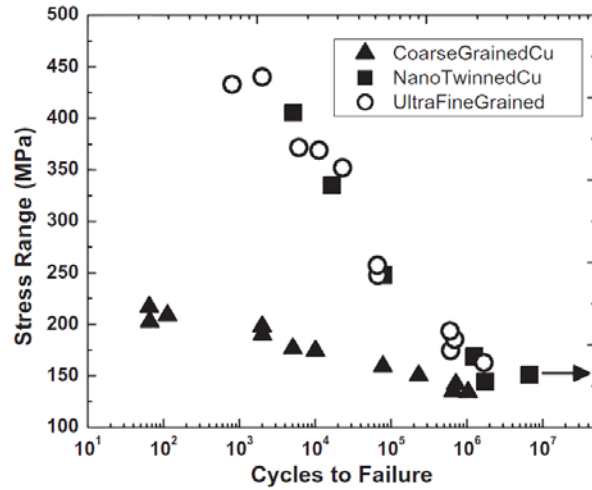 500
450
400
350
300
250
200
150
100
Stress Range (MPa)
CoarseGrainedCu
NanoTwinnedCu
UltraFineGrained
10¹ 10² 10³ 10⁴ 10⁵ 10⁶ 10⁷
Cycles to Failure